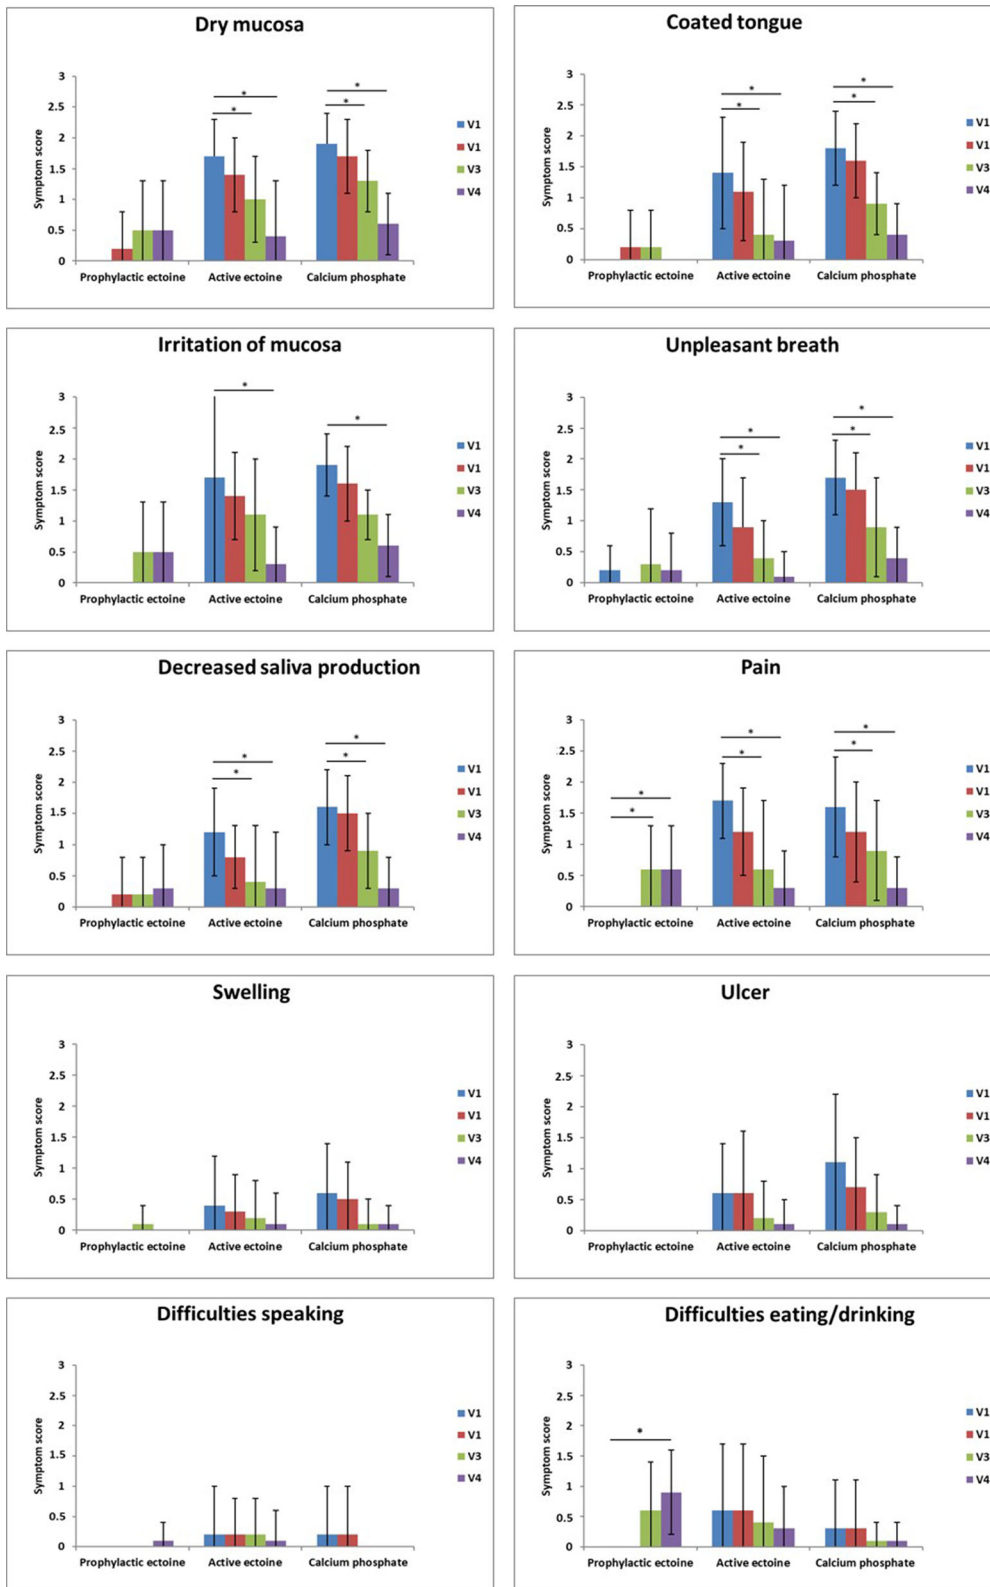 Dry mucosa
Symptom score
3
2.5
2
1.5
1
0.5
0
* * * *
Prophylactic ectoine Active ectoine Calcium phosphate
V1
V1
V3
V4
Coated tongue
Symptom score
3
2.5
2
1.5
1
0.5
0
* * * *
Prophylactic ectoine Active ectoine Calcium phosphate
V1
V1
V3
V4
Irritation of mucosa
Symptom score
3
2.5
2
1.5
1
0.5
0
* *
Prophylactic ectoine Active ectoine Calcium phosphate
V1
V1
V3
V4
Unpleasant breath
Symptom score
3
2.5
2
1.5
1
0.5
0
* * * *
Prophylactic ectoine Active ectoine Calcium phosphate
V1
V1
V3
V4
Decreased saliva production
Symptom score
3
2.5
2
1.5
1
0.5
0
* * * *
Prophylactic ectoine Active ectoine Calcium phosphate
V1
V1
V3
V4
Pain
Symptom score
3
2.5
2
1.5
1
0.5
0
* * * * * *
Prophylactic ectoine Active ectoine Calcium phosphate
V1
V1
V3
V4
Swelling
Symptom score
3
2.5
2
1.5
1
0.5
0
Prophylactic ectoine Active ectoine Calcium phosphate
V1
V1
V3
V4
Ulcer
Symptom score
3
2.5
2
1.5
1
0.5
0
Prophylactic ectoine Active ectoine Calcium phosphate
V1
V1
V3
V4
Difficulties speaking
Symptom score
3
2.5
2
1.5
1
0.5
0
Prophylactic ectoine Active ectoine Calcium phosphate
V1
V1
V3
V4
Difficulties eating/drinking
Symptom score
3
2.5
2
1.5
1
0.5
0
*
Prophylactic ectoine Active ectoine Calcium phosphate
V1
V1
V3
V4